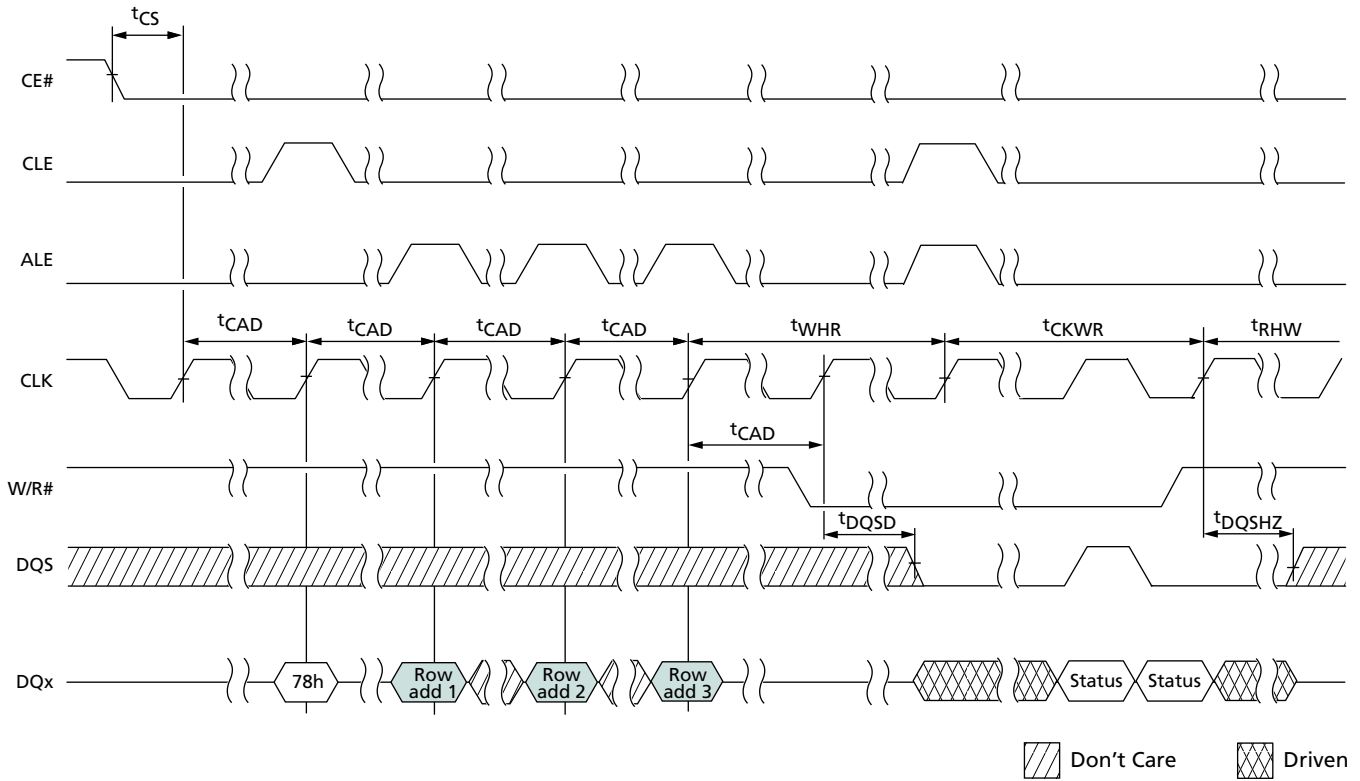 tCS
CE#
CLE
ALE
tCAD tCAD tCAD tCAD tWHR tCKWR tRHW
CLK
tCAD
W/R#
tDQSD tDQSHZ
DQS
DQx
78h
Row add 1
Row add 2
Row add 3
Status
Status
Don't Care
Driven